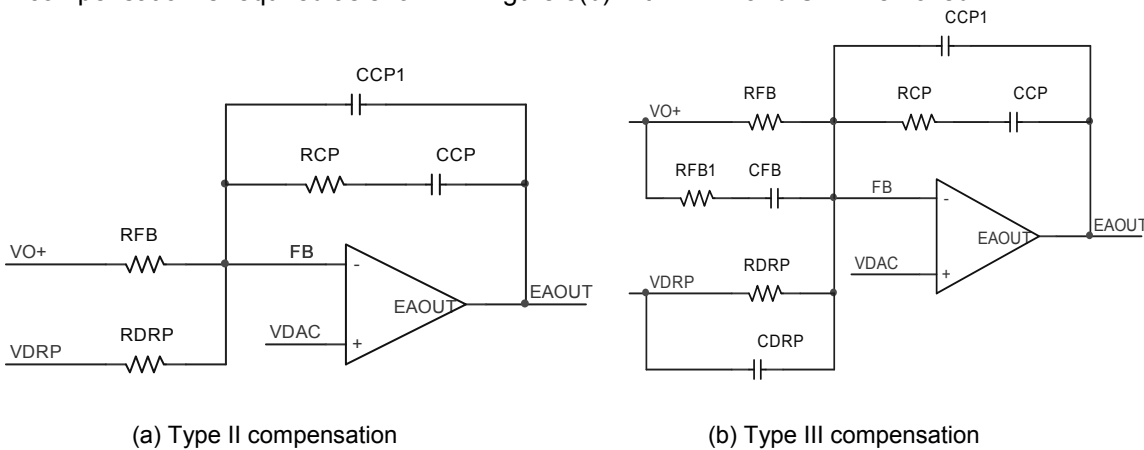 CCP1
RCP CCP
RFB
VO+
FB
-
EAOUT
EAOUT
VDAC
+
RDRP
VDRP
(a) Type II compensation
CCP1
RFB
VO+
RCP CCP
RFB1 CFB
FB
-
EAOUT
EAOUT
VDAC
+
RDRP
VDRP
CDRP
(b) Type III compensation